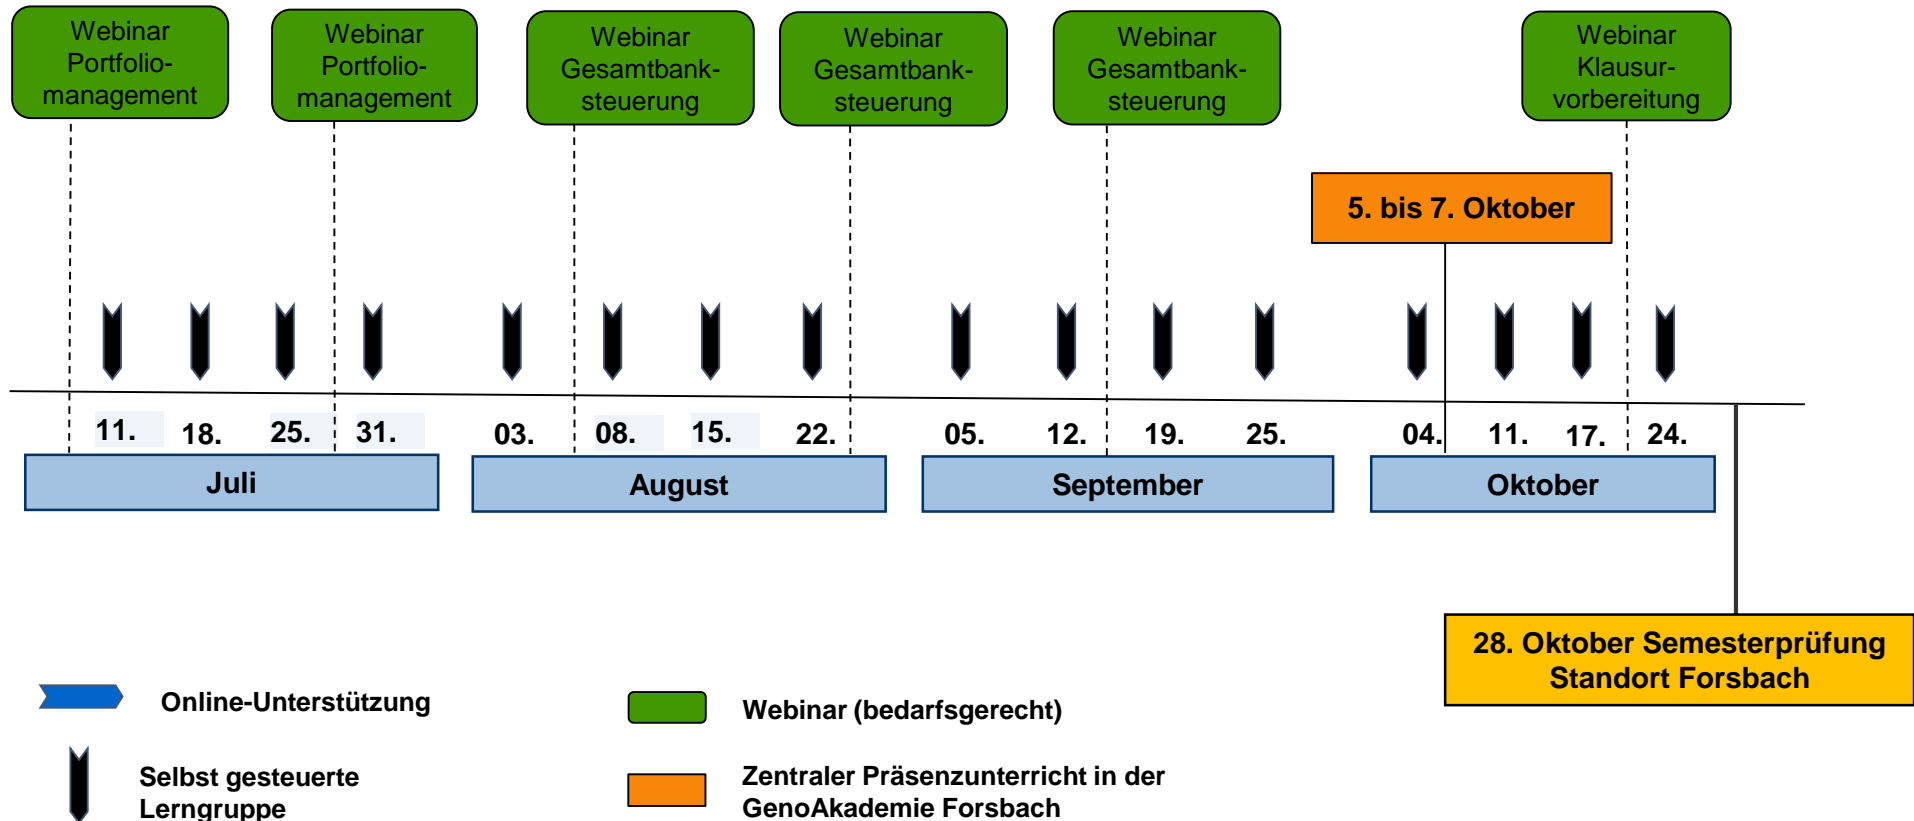 Webinar
Portfolio-
management
Webinar
Portfolio-
management
Webinar
Gesamtbank-
steuerung
Webinar
Gesamtbank-
steuerung
Webinar
Gesamtbank-
steuerung
Webinar
Klausur-
vorbereitung
5. bis 7. Oktober
11. 18. 25. 31. 03. 08. 15. 22. 05. 12. 19. 25. 04. 11. 17. 24.
Juli August September Oktober
28. Oktober Semesterprüfung
Standort Forsbach
Online-Unterstützung
Webinar (bedarfsgerecht)
Selbst gesteuerte
Lerngruppe
Zentraler Präsenzunterricht in der
GenoAkademie Forsbach